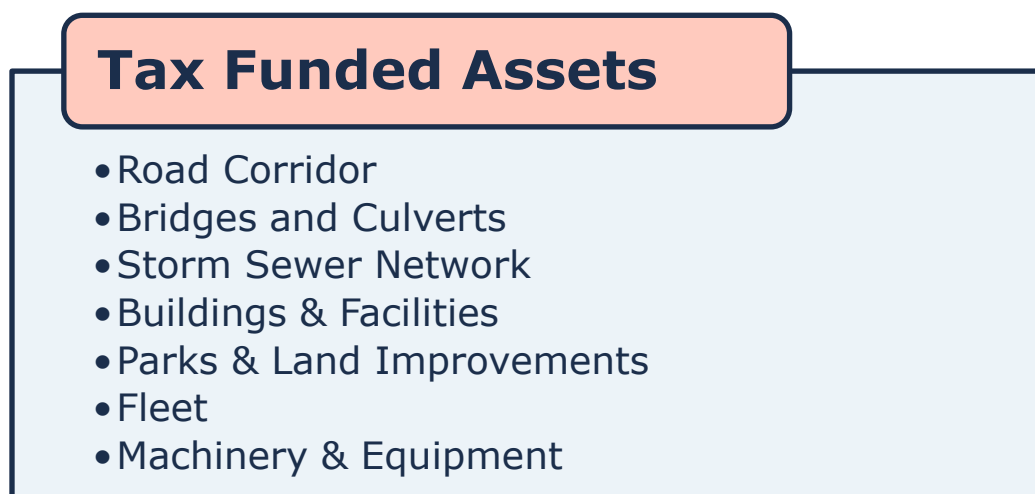 Tax Funded Assets
•Road Corridor
•Bridges and Culverts
•Storm Sewer Network
•Buildings & Facilities
•Parks & Land Improvements
•Fleet
•Machinery & Equipment